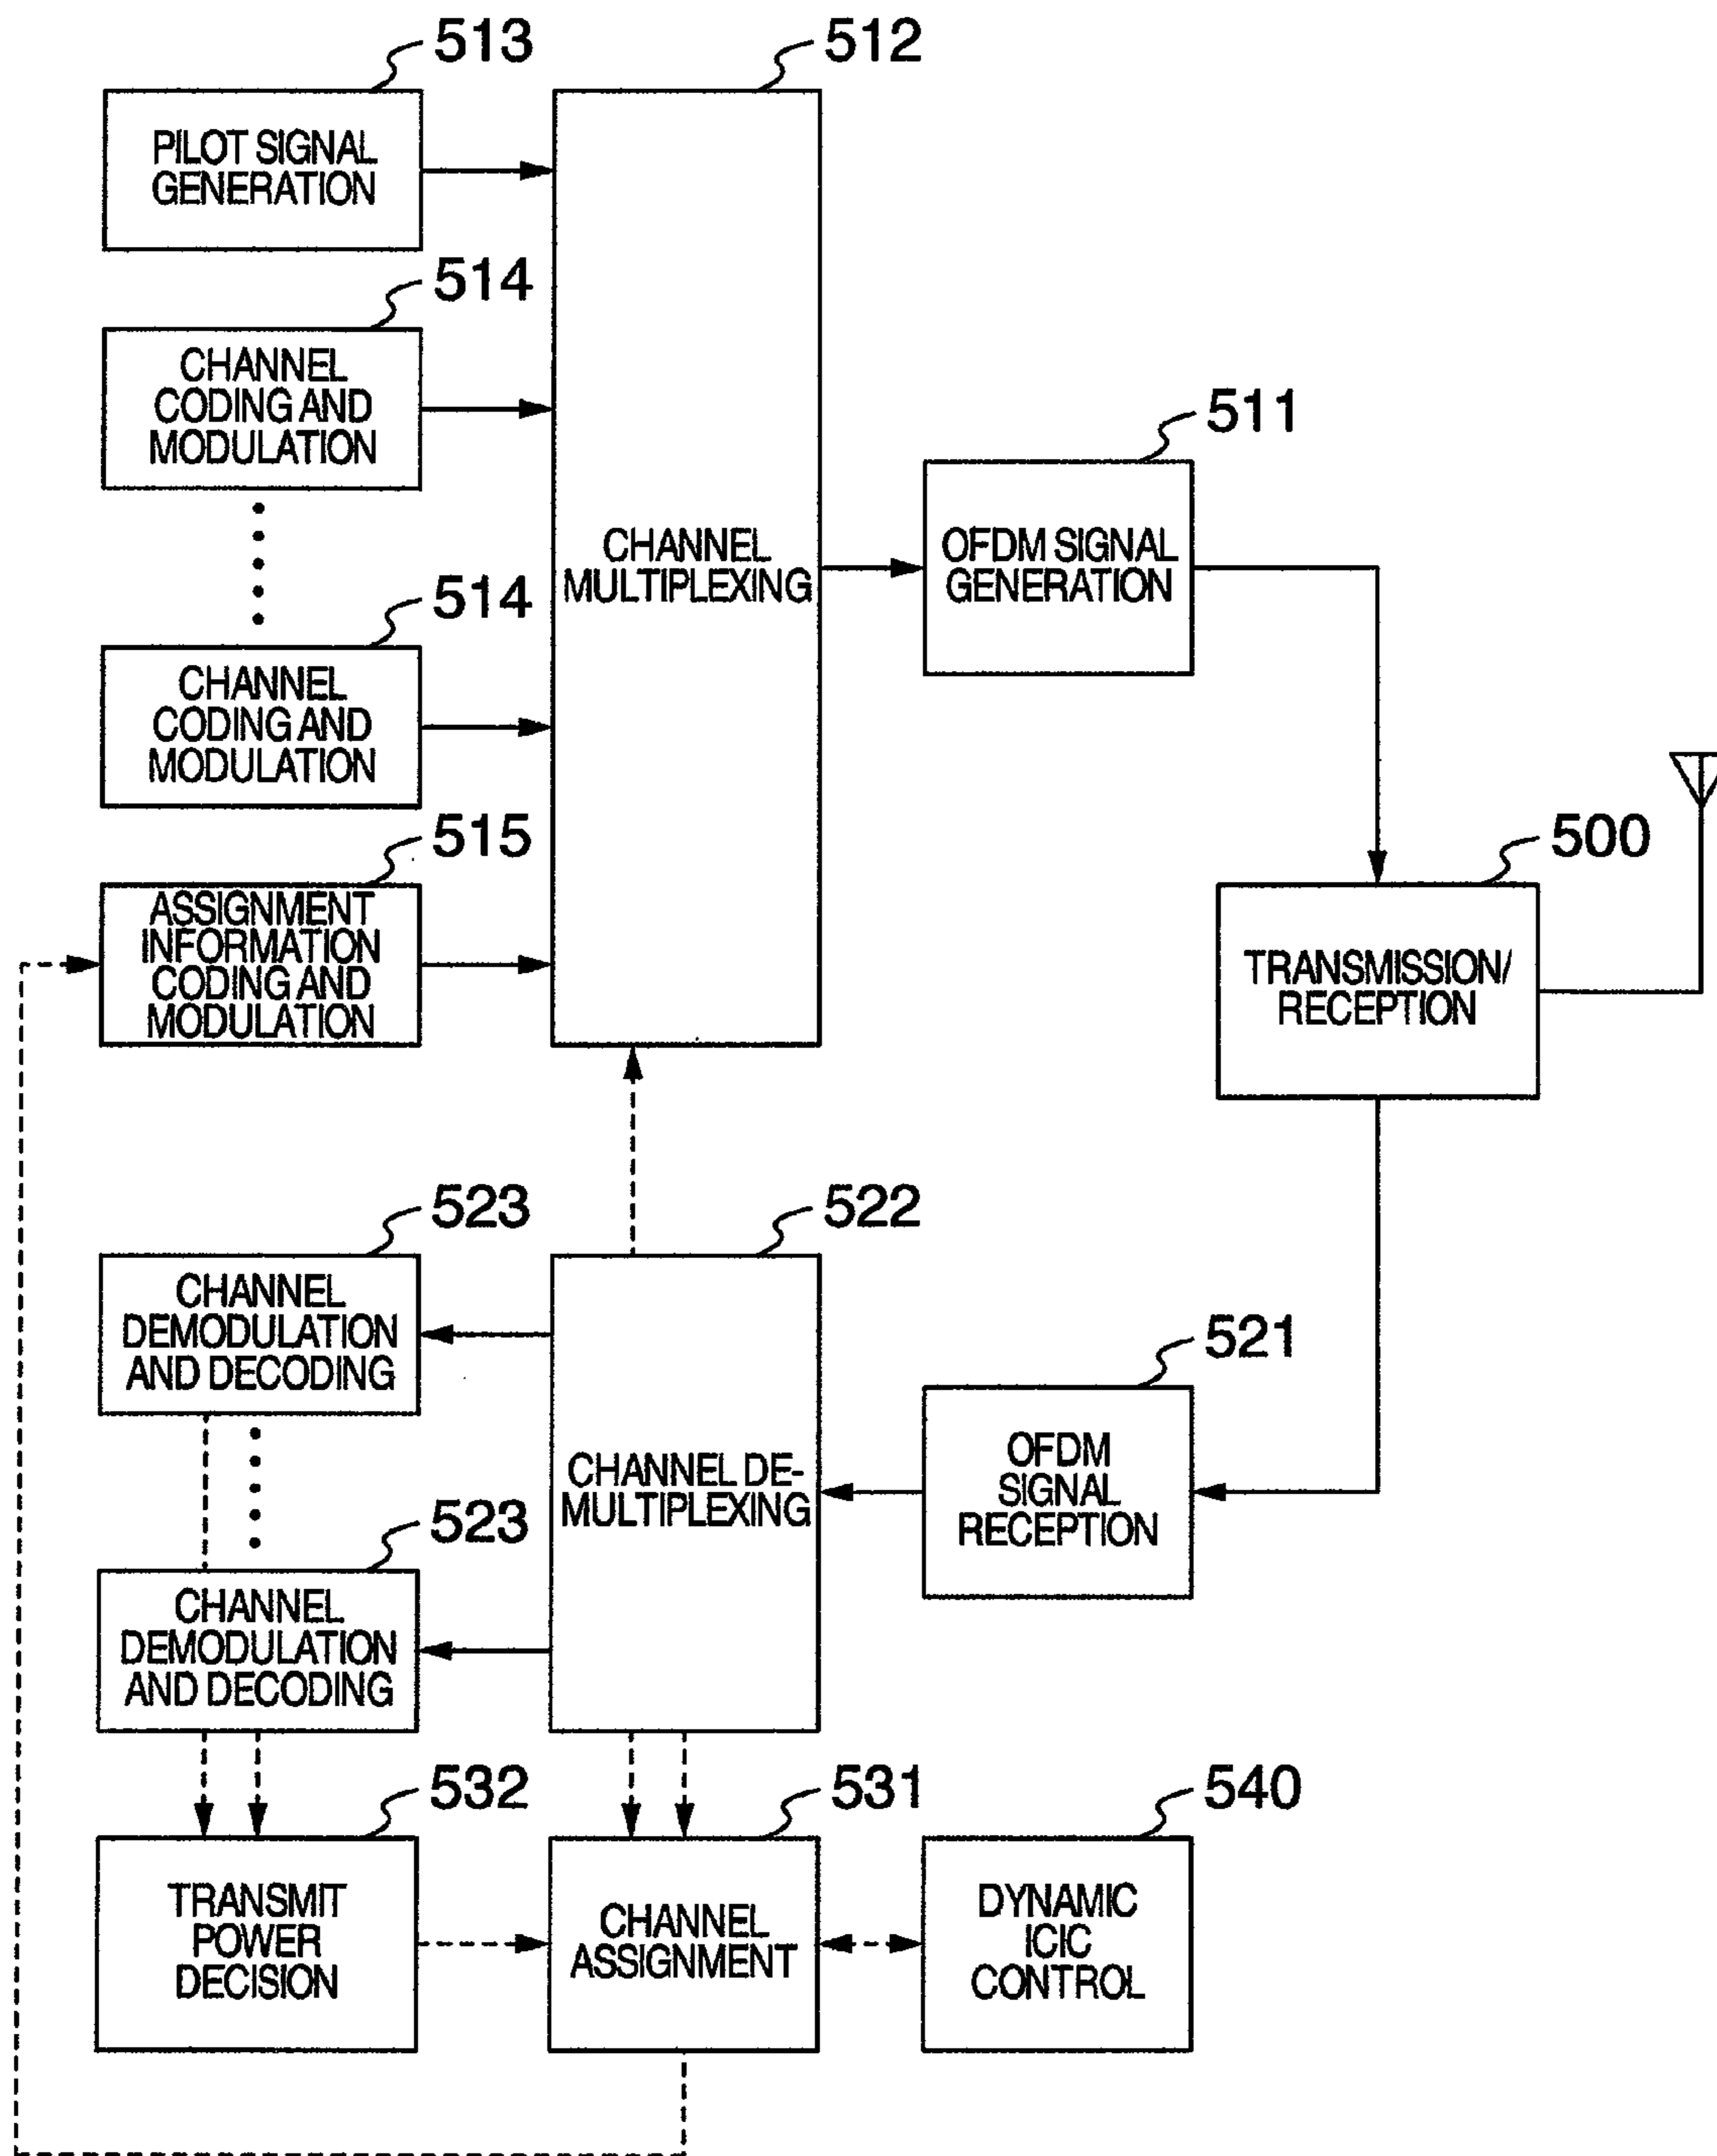 513
512
PILOT SIGNAL
GENERATION
514
CHANNEL
CODING AND
MODULATION
511
CHANNEL
MULTIPLEXING
OFDM SIGNAL
GENERATION
514
CHANNEL
CODING AND
MODULATION
515
500
ASSIGNMENT
INFORMATION
CODING AND
MODULATION
TRANSMISSION/
RECEPTION
523
522
CHANNEL
DEMODULATION
AND DECODING
521
CHANNEL DE-
MULTIPLEXING
OFDM
SIGNAL
RECEPTION
523
CHANNEL
DEMODULATION
AND DECODING
532
531
540
TRANSMIT
POWER
DECISION
CHANNEL
ASSIGNMENT
DYNAMIC
ICIC
CONTROL